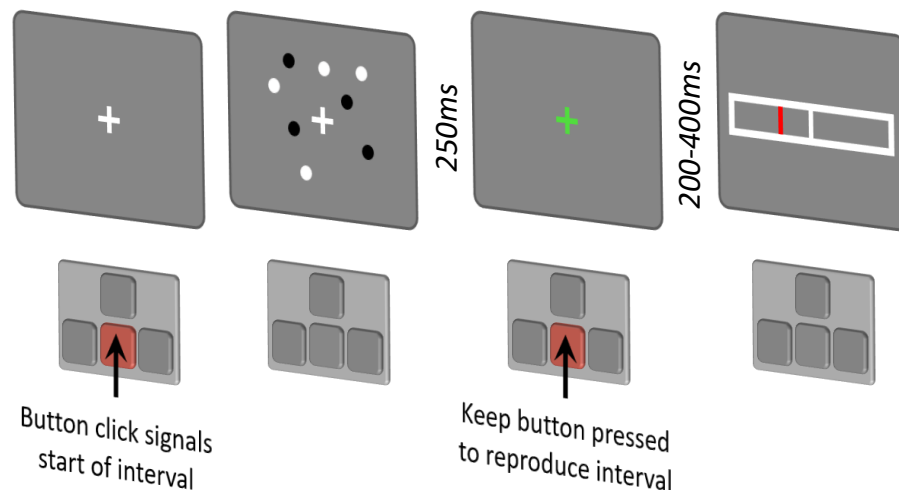 250ms
200-400ms
Button click signals
start of interval
Keep button pressed
to reproduce interval